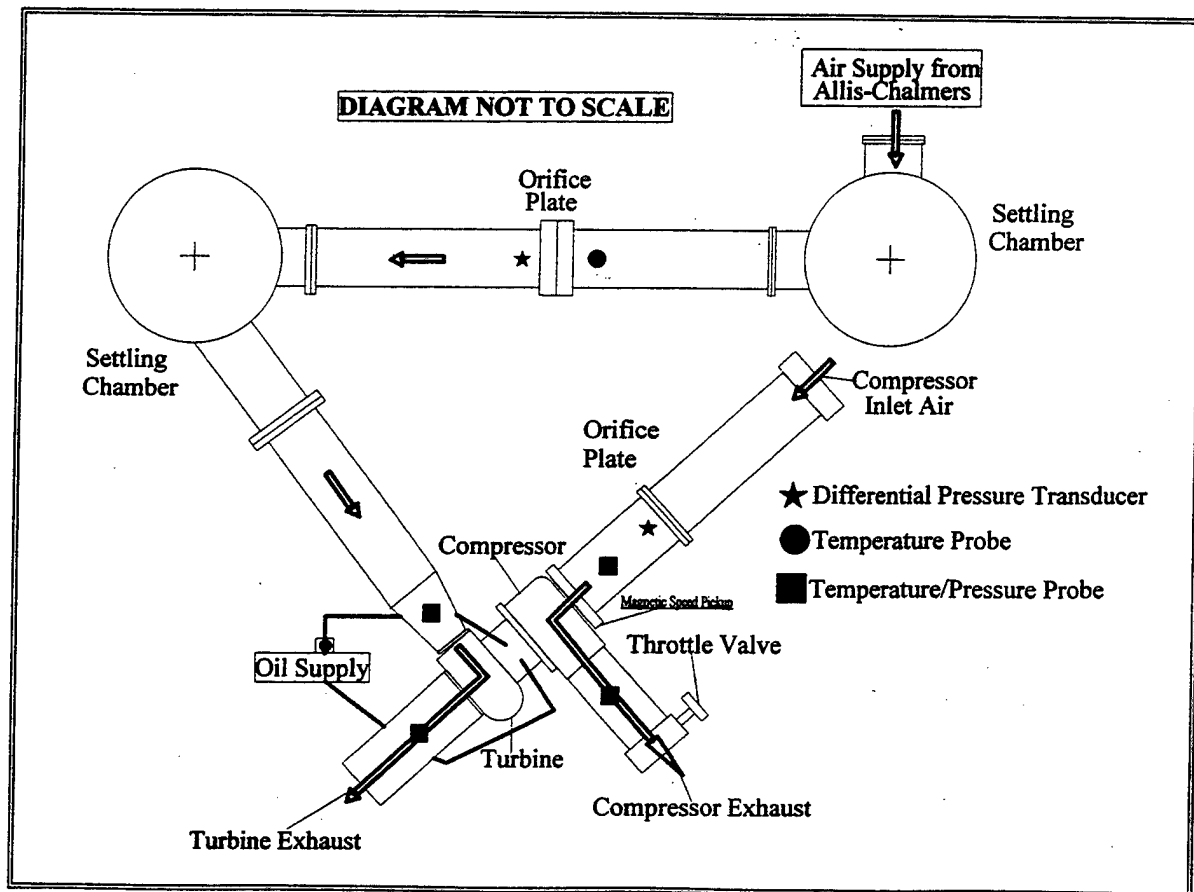 Air Supply from
Allis-Chalmers
DIAGRAM NOT TO SCALE
Orifice
Plate
Settling
Chamber
Settling
Chamber
Compressor
Inlet Air
Orifice
Plate
Differential Pressure Transducer
Temperature Probe
Temperature/Pressure Probe
Compressor
Magnetic Speed Pickup
Throttle Valve
Oil Supply
Turbine
Compressor Exhaust
Turbine Exhaust